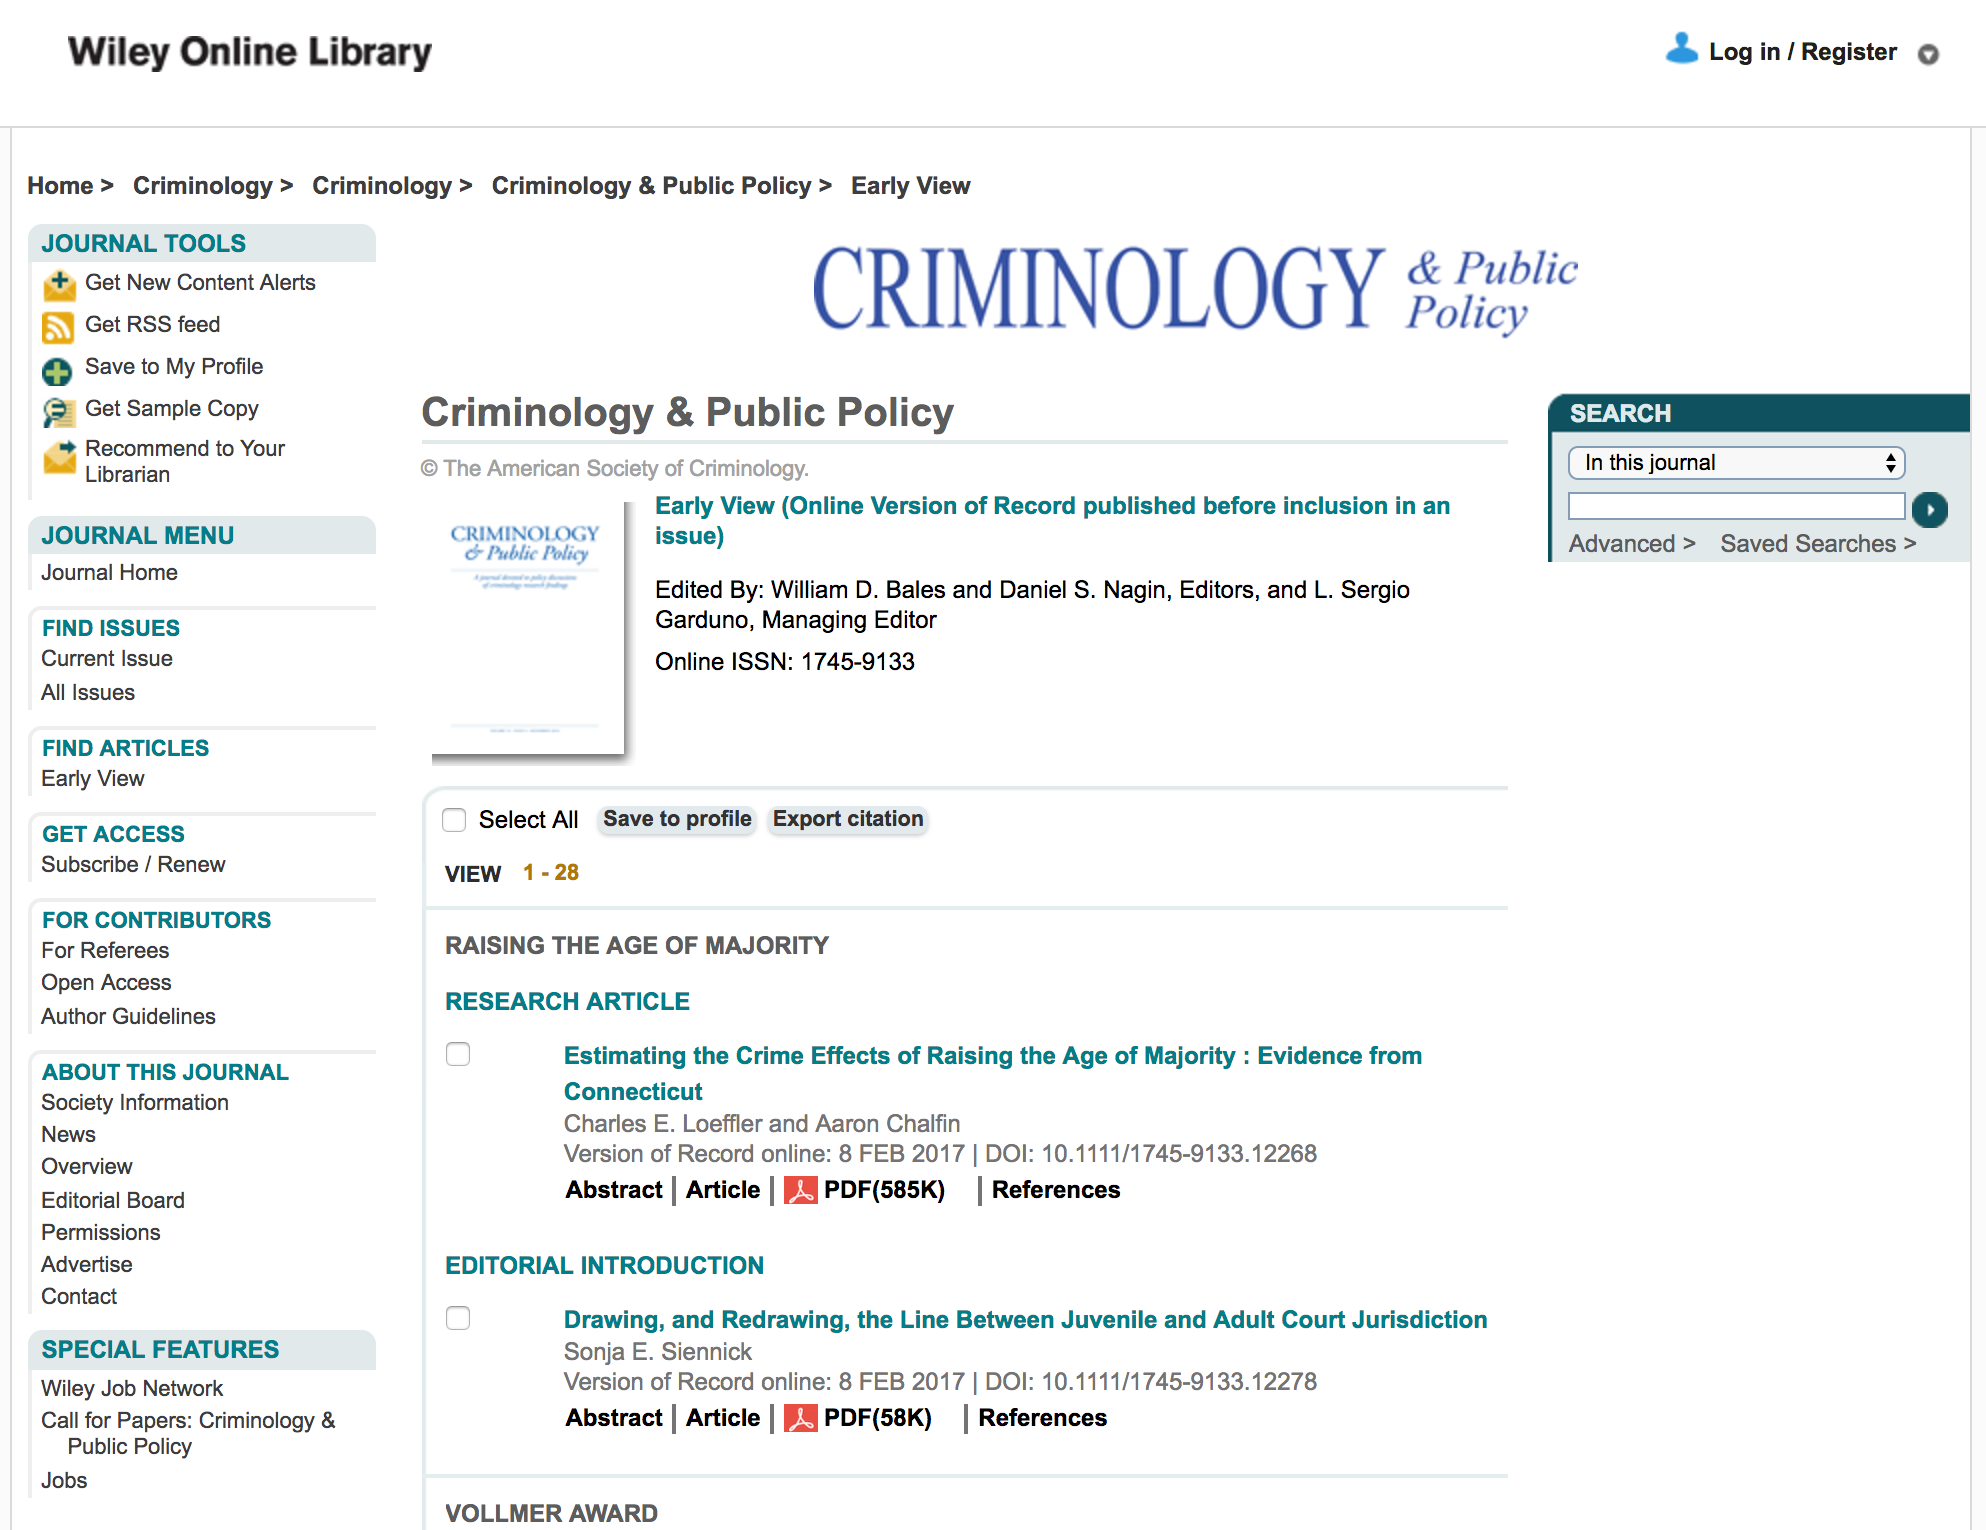 Wiley Online Library
Log in / Register
Home > Criminology > Criminology > Criminology & Public Policy > Early View
JOURNAL TOOLS
Get New Content Alerts
Get RSS feed
Save to My Profile
Get Sample Copy
Recommend to Your
Librarian
JOURNAL MENU
Journal Home
FIND ISSUES
Current Issue
All Issues
FIND ARTICLES
Early View
GET ACCESS
Subscribe / Renew
FOR CONTRIBUTORS
For Referees
Open Access
Author Guidelines
ABOUT THIS JOURNAL
Society Information
News
Overview
Editorial Board
Permissions
Advertise
Contact
SPECIAL FEATURES
Wiley Job Network
Call for Papers: Criminology &
Public Policy
Jobs
CRIMINOLOGY & Public
Policy
Criminology & Public Policy
© The American Society of Criminology.
CRIMINOLOGY
& Public Policy
A journal devoted to policy discussions
of criminology research findings
Early View (Online Version of Record published before inclusion in an
issue)
Edited By: William D. Bales and Daniel S. Nagin, Editors, and L. Sergio
Garduno, Managing Editor
Online ISSN: 1745-9133
Select All Save to profile Export citation
VIEW 1 - 28
RAISING THE AGE OF MAJORITY
RESEARCH ARTICLE
Estimating the Crime Effects of Raising the Age of Majority : Evidence from
Connecticut
Charles E. Loeffler and Aaron Chalfin
Version of Record online: 8 FEB 2017 | DOI: 10.1111/1745-9133.12268
Abstract | Article | PDF(585K) | References
EDITORIAL INTRODUCTION
Drawing, and Redrawing, the Line Between Juvenile and Adult Court Jurisdiction
Sonja E. Siennick
Version of Record online: 8 FEB 2017 | DOI: 10.1111/1745-9133.12278
Abstract | Article | PDF(58K) | References
VOLLMER AWARD
SEARCH
In this journal
Advanced > Saved Searches >